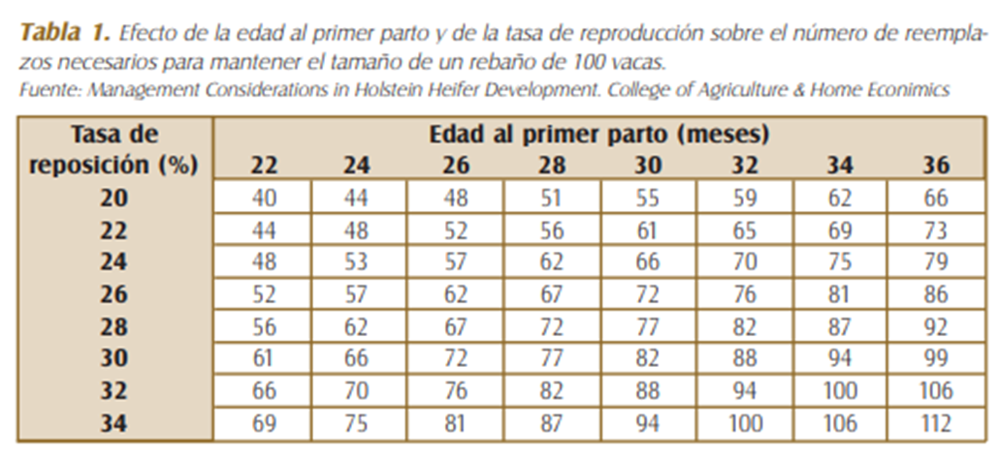 Tabla 1. Efecto de la edad al primer parto y de la tasa de reproducción sobre el número de reempla-
zos necesarios para mantener el tamaño de un rebaño de 100 vacas.
Fuente: Management Considerations in Holstein Heifer Development. College of Agriculture & Home Econimics
Tasa de Edad al primer parto (meses)
reposición (%) 22 24 26 28 30 32 34 36
20 40 44 48 51 55 59 62 66
22 44 48 52 56 61 65 69 73
24 48 53 57 62 66 70 75 79
26 52 57 62 67 72 76 81 86
28 56 62 67 72 77 82 87 92
30 61 66 72 77 82 88 94 99
32 66 70 76 82 88 94 100 106
34 69 75 81 87 94 100 106 112